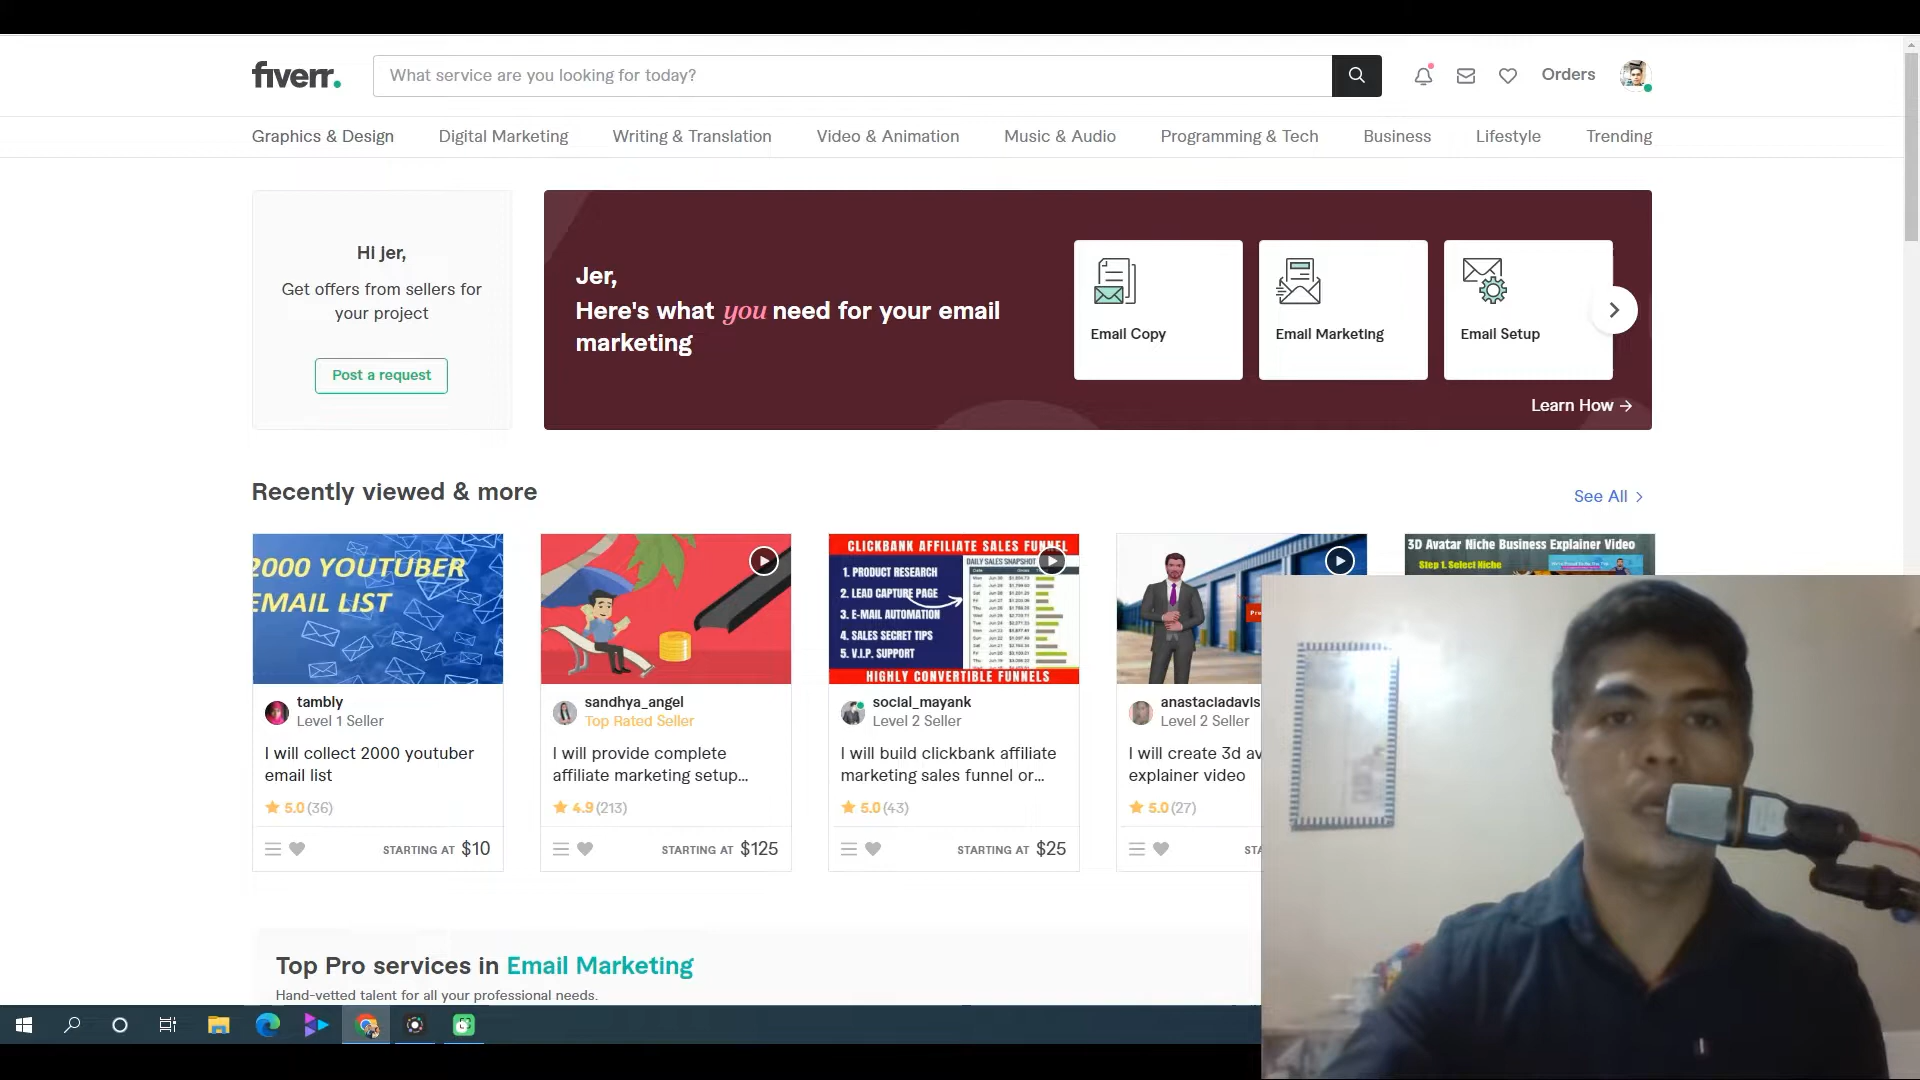 fiverr.
What service are you looking for today?
Orders
Graphics & Design
Digital Marketing
Writing & Translation
Video & Animation
Music & Audio
Programming & Tech
Business
Lifestyle
Trending
Hi jer,
Get offers from sellers for
your project
Post a request
Jer,
Here's what you need for your email
marketing
Email Copy
Email Marketing
Email Setup
Learn How →
Recently viewed & more
See All
2000 YOUTUBER
EMAIL LIST
tambly
Level 1 Seller
I will collect 2000 youtuber
email list
5.0 (36)
STARTING AT $10
sandhya_angel
Top Rated Seller
I will provide complete
affiliate marketing setup...
4.9 (213)
STARTING AT $125
CLICKBANK AFFILIATE SALES FUNNEL
DAILY SALES SNAPSHOT
1. PRODUCT RESEARCH
2. LEAD CAPTURE PAGE
3. E-MAIL AUTOMATION
4. SALES SECRET TIPS
5. V.I.P. SUPPORT
HIGHLY CONVERTIBLE FUNNELS
social_mayank
Level 2 Seller
I will build clickbank affiliate
marketing sales funnel or...
5.0 (43)
STARTING AT $25
anastaciadavis
Level 2 Seller
I will create 3d av
explainer video
5.0 (27)
STA
3D Avatar Niche Business Explainer Video
Step 1. Select Niche
Top Pro services in Email Marketing
Hand-vetted talent for all your professional needs.